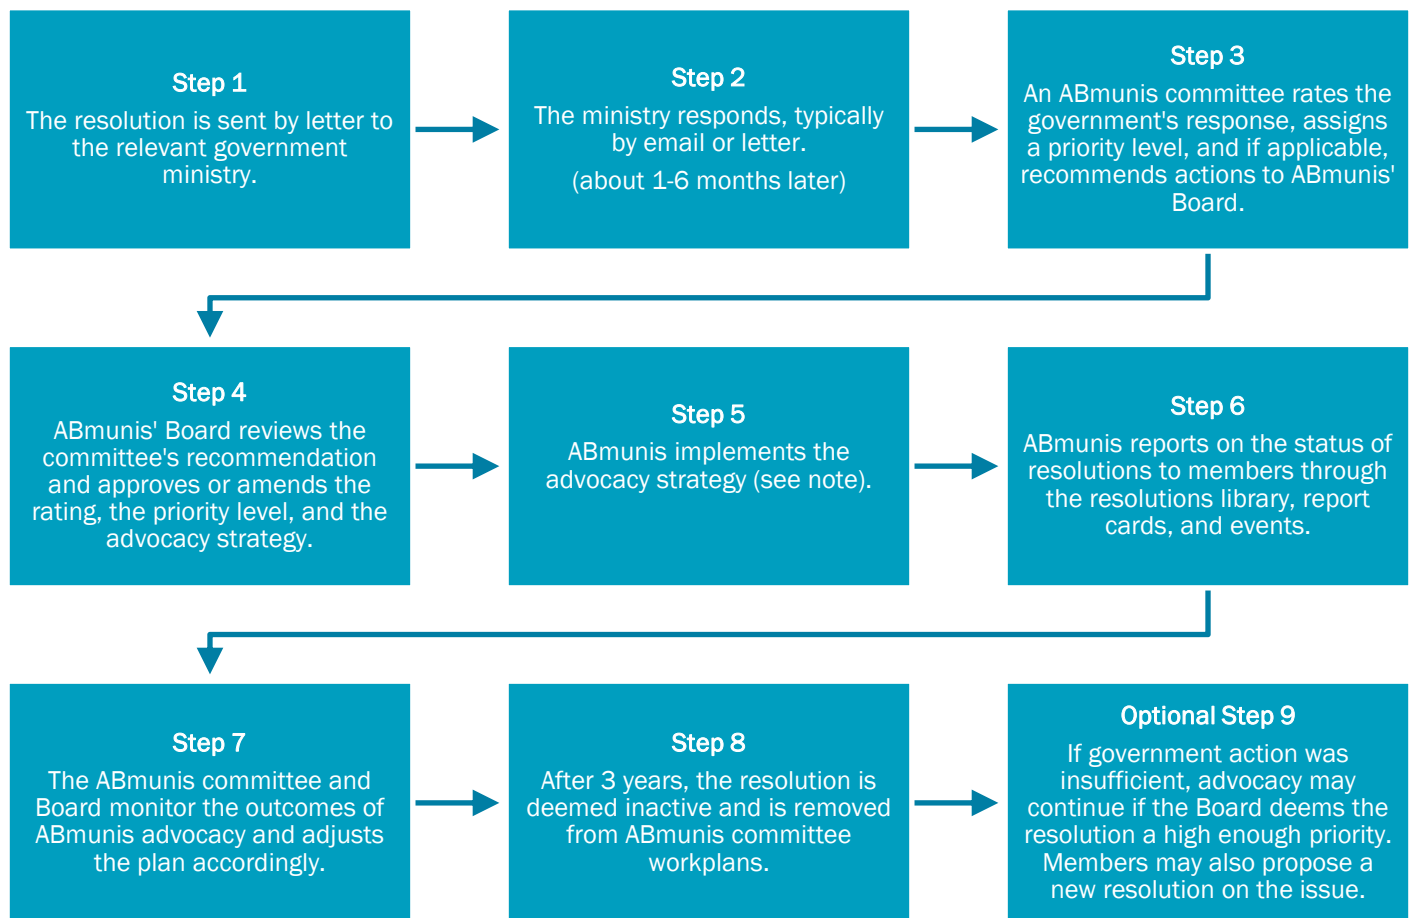 Step 1
The resolution is sent by letter to
the relevant government
ministry.
Step 2
The ministry responds, typically
by email or letter.
(about 1-6 months later)
Step 3
An ABmunis committee rates the
government's response, assigns
a priority level, and if applicable,
recommends actions to ABmunis'
Board.
Step 4
ABmunis' Board reviews the
committee's recommendation
and approves or amends the
rating, the priority level, and the
advocacy strategy.
Step 5
ABmunis implements the
advocacy strategy (see note).
Step 6
ABmunis reports on the status of
resolutions to members through
the resolutions library, report
cards, and events.
Step 7
The ABmunis committee and
Board monitor the outcomes of
ABmunis advocacy and adjusts
the plan accordingly.
Step 8
After 3 years, the resolution is
deemed inactive and is removed
from ABmunis committee
workplans.
Optional Step 9
If government action was
insufficient, advocacy may
continue if the Board deems the
resolution a high enough priority.
Members may also propose a
new resolution on the issue.